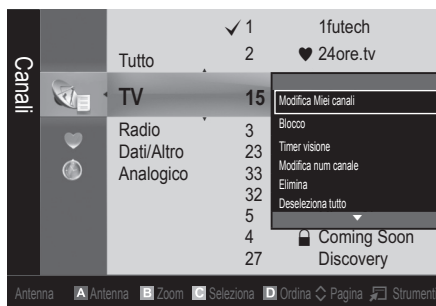 Canali
✓ 1 1futech
Tutto 2 ♥ 24ore.tv
TV 15
Modifica Miei canali
Blocco
Timer visione
Modifica num canale
Elimina
Deseleziona tutto
Radio 3
Dati/Altro 23
Analogico 33
32
5
4 Coming Soon
27 Discovery
Antenna A Antenna B Zoom C Seleziona D Ordina Pagina Strumenti